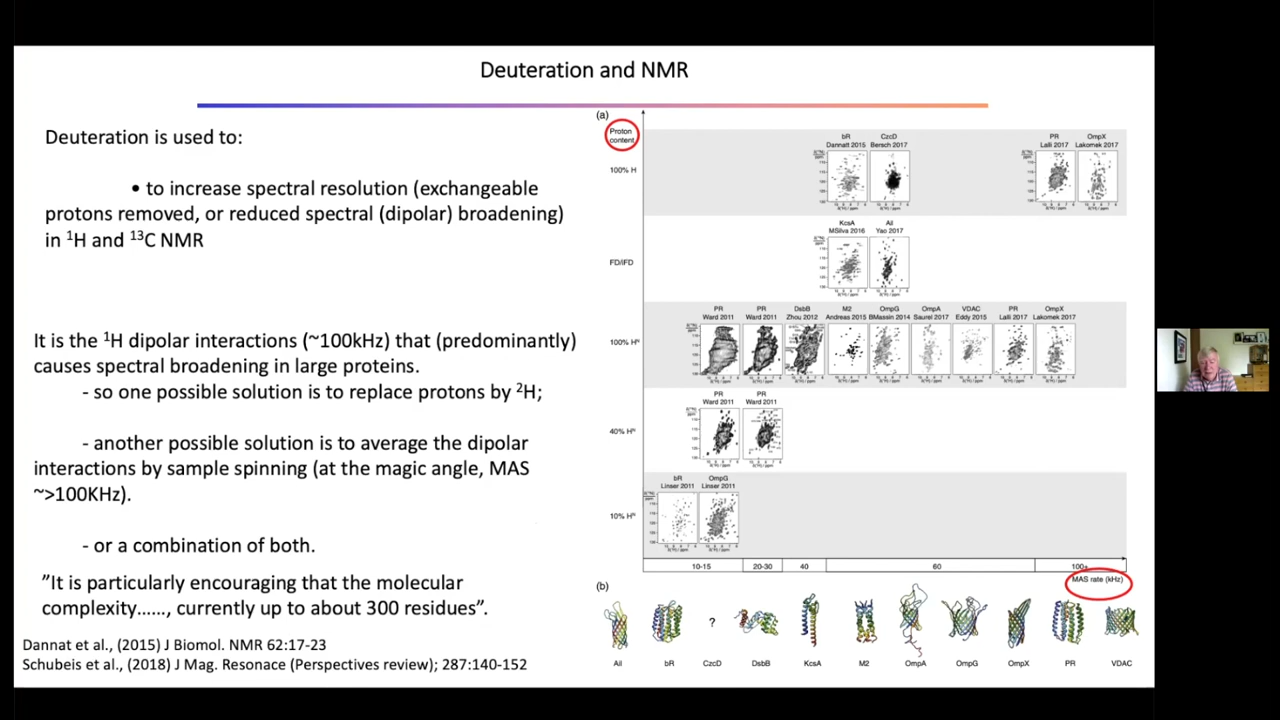 Deuteration and NMR
Deuteration is used to:
• to increase spectral resolution (exchangeable
protons removed, or reduced spectral (dipolar) broadening)
in ¹H and ¹³C NMR
It is the ¹H dipolar interactions (~100kHz) that (predominantly)
causes spectral broadening in large proteins.
- so one possible solution is to replace protons by ²H;
- another possible solution is to average the dipolar
interactions by sample spinning (at the magic angle, MAS
~>100KHz).
- or a combination of both.
”It is particularly encouraging that the molecular
complexity……, currently up to about 300 residues”.
Dannat et al., (2015) J Biomol. NMR 62:17-23
Schubeis et al., (2018) J Mag. Resonace (Perspectives review); 287:140-152
(a)
Proton
content
bR CzcD PR OmpX
Dannatt 2015 Bersch 2017 Lalli 2017 Lakomek 2017
100% H
KcsA Ail
MSilva 2016 Yao 2017
FD/IFD
PR PR DsbB M2 OmpG OmpA VDAC PR OmpX
Ward 2011 Ward 2011 Zhou 2012 Andreas 2015 BMassin 2014 Saurel 2017 Eddy 2015 Lalli 2017 Lakomek 2017
100% Hᴺ
PR PR
Ward 2011 Ward 2011
40% Hᴺ
bR OmpG
Linser 2011 Linser 2011
10% Hᴺ
10-15 20-30 40 60 100+
MAS rate (kHz)
(b)
?
Ail bR CzcD DsbB KcsA M2 OmpA OmpG OmpX PR VDAC